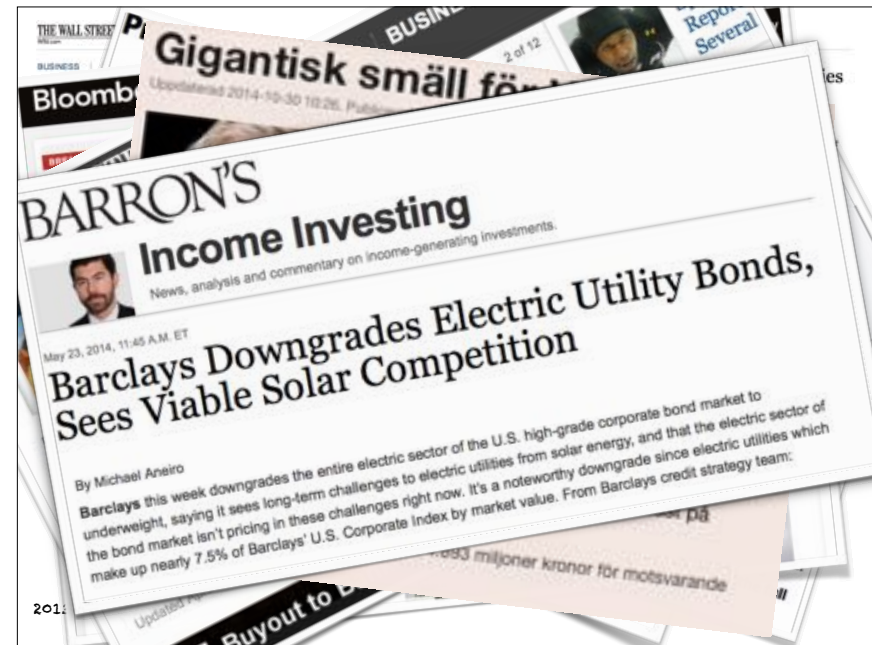 THE WALL STREET
BUSINESS
BUSINE
2 of 12
Repor
Several
ies
Bloombe
Gigantisk smäll för
Uppdaterad 2014-10-30 10:26,
BARRON'S
Income Investing
News, analysis and commentary on income-generating investments.
May 23, 2014, 11:45 A.M. ET
Barclays Downgrades Electric Utility Bonds,
Sees Viable Solar Competition
By Michael Aneiro
Barclays this week downgrades the entire electric sector of the U.S. high-grade corporate bond market to
underweight, saying it sees long-term challenges to electric utilities from solar energy, and that the electric sector of
the bond market isn't pricing in these challenges right now. It's a noteworthy downgrade since electric utilities which
make up nearly 7.5% of Barclays' U.S. Corporate Index by market value. From Barclays credit strategy team:
på
miljoner kronor för motsvarande
Updated
Buyout to